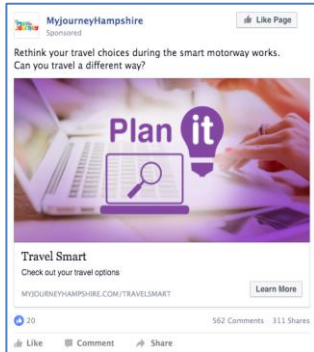 MyjourneyHampshire
Like Page
Sponsored
Rethink your travel choices during the smart motorway works.
Can you travel a different way?
Plan it
Travel Smart
Check out your travel options
MYJOURNEYHAMPSHIRE.COM/TRAVELSMART
Learn More
20
562 Comments 311 Shares
Like Comment Share